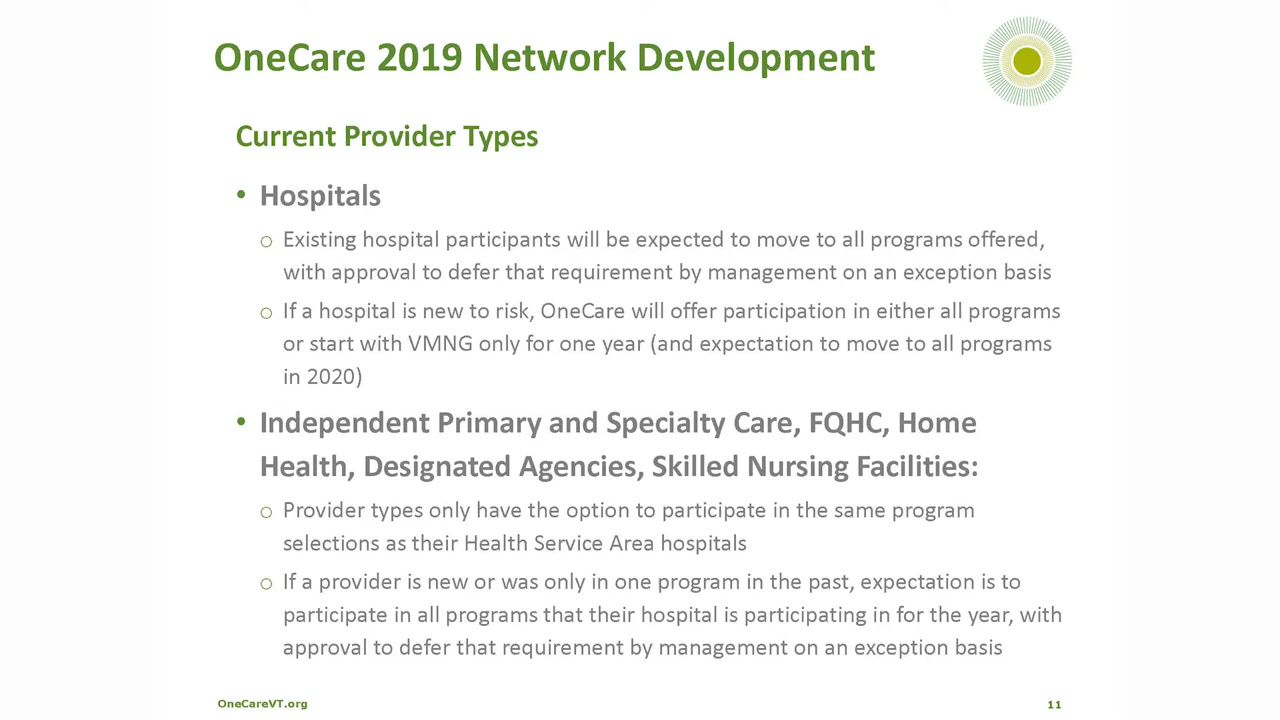 OneCare 2019 Network Development
Current Provider Types
• Hospitals
o Existing hospital participants will be expected to move to all programs offered,
with approval to defer that requirement by management on an exception basis
o If a hospital is new to risk, OneCare will offer participation in either all programs
or start with VMNG only for one year (and expectation to move to all programs
in 2020)
• Independent Primary and Specialty Care, FQHC, Home
Health, Designated Agencies, Skilled Nursing Facilities:
o Provider types only have the option to participate in the same program
selections as their Health Service Area hospitals
o If a provider is new or was only in one program in the past, expectation is to
participate in all programs that their hospital is participating in for the year, with
approval to defer that requirement by management on an exception basis
OneCareVT.org
11